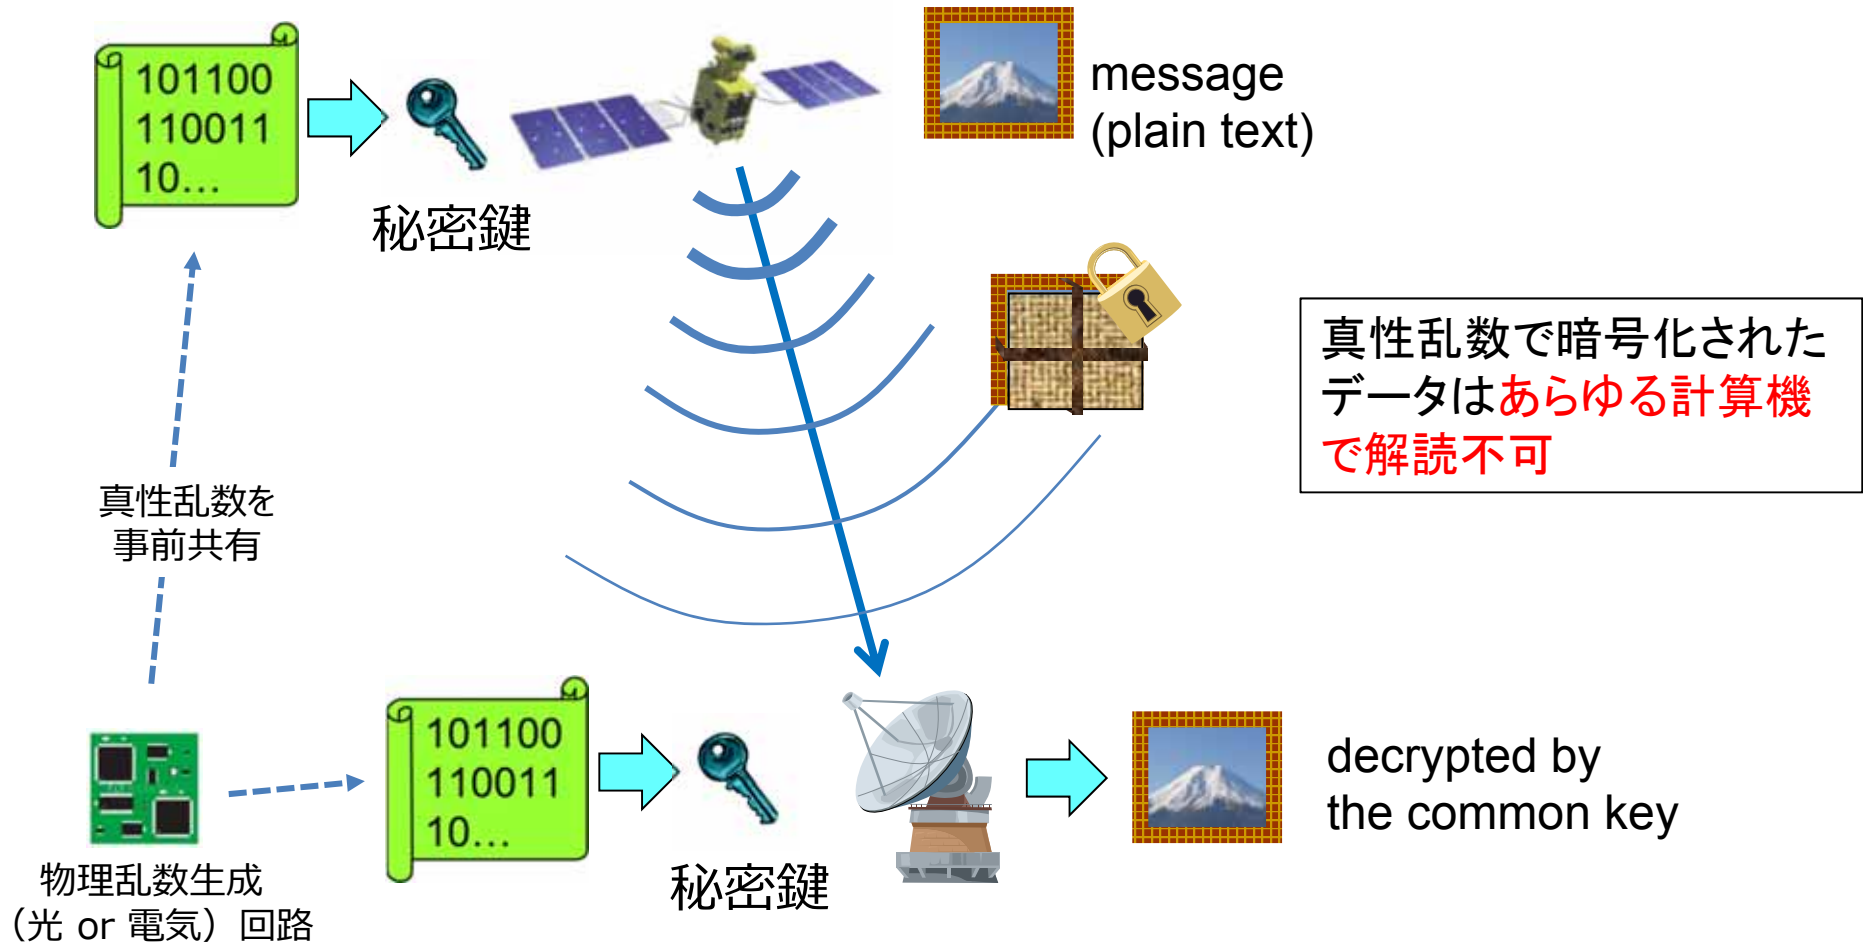 101100
110011
10...
秘密鍵
message
(plain text)
真性乱数で暗号化された
データはあらゆる計算機
で解読不可
真性乱数を
事前共有
物理乱数生成
（光 or 電気）回路
101100
110011
10...
秘密鍵
decrypted by
the common key